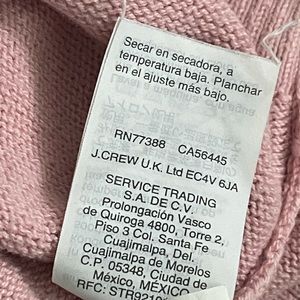 Secar en secadora, a
temperatura baja. Planchar
en el ajuste más bajo.
RN77388 CA56445
J.CREW U.K. Ltd EC4V 6JA
SERVICE TRADING
S.A. DE C.V.
Prolongación Vasco
de Quiroga 4800, Torre 2,
Piso 3 Col. Santa Fe
Cuajimalpa, Del.
Cuajimalpa de Morelos
C.P. 05348, Ciudad de
México, MÉXICO
RFC: